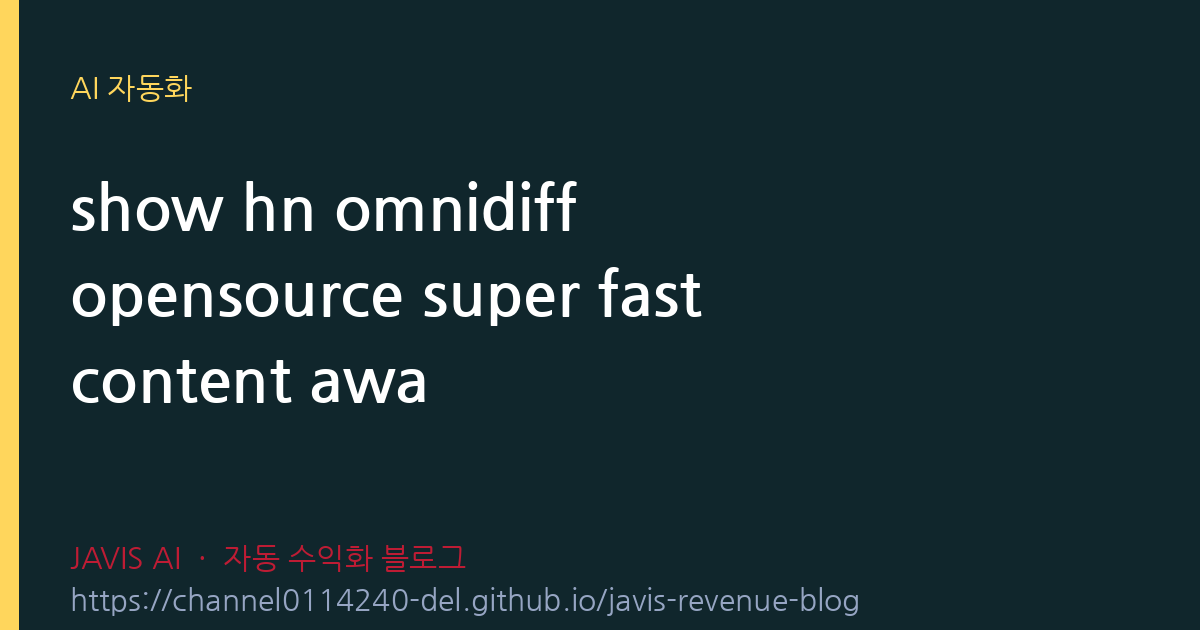 AI 자동화
show hn omnidiff
opensource super fast
content awa
JAVIS AI · 자동 수익화 블로그
https://channel0114240-del.github.io/javis-revenue-blog